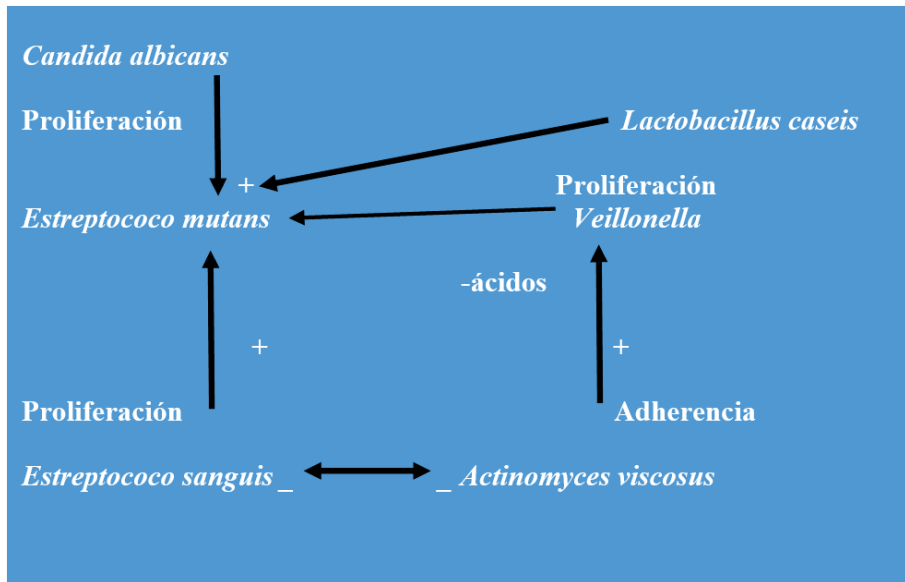 Candida albicans
Proliferación
Lactobacillus caseis
+
Proliferación
Estreptococo mutans
Veillonella
-ácidos
+
+
Proliferación
Adherencia
Estreptococo sanguis _
_ Actinomyces viscosus